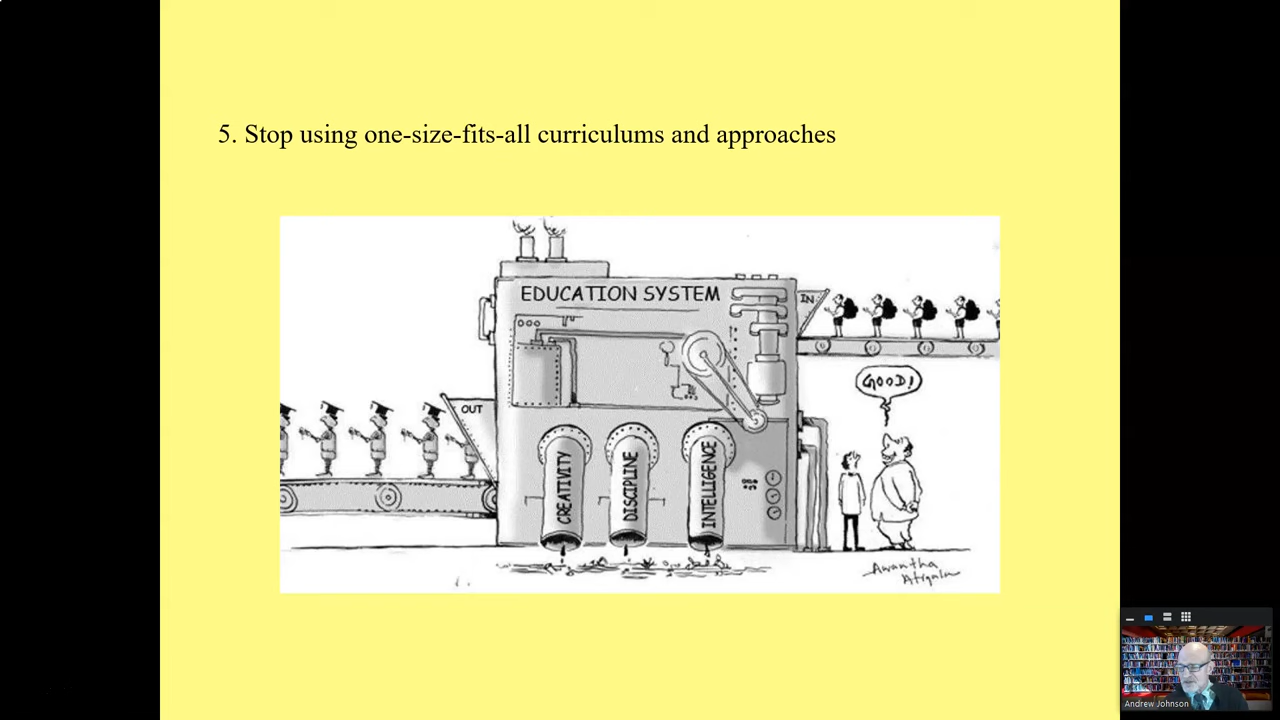 5. Stop using one-size-fits-all curriculums and approaches
EDUCATION SYSTEM
IN
GOOD!
OUT
CREATIVITY
DISCIPLINE
INTELLIGENCE
Awantha
Atigala
Andrew Johnson